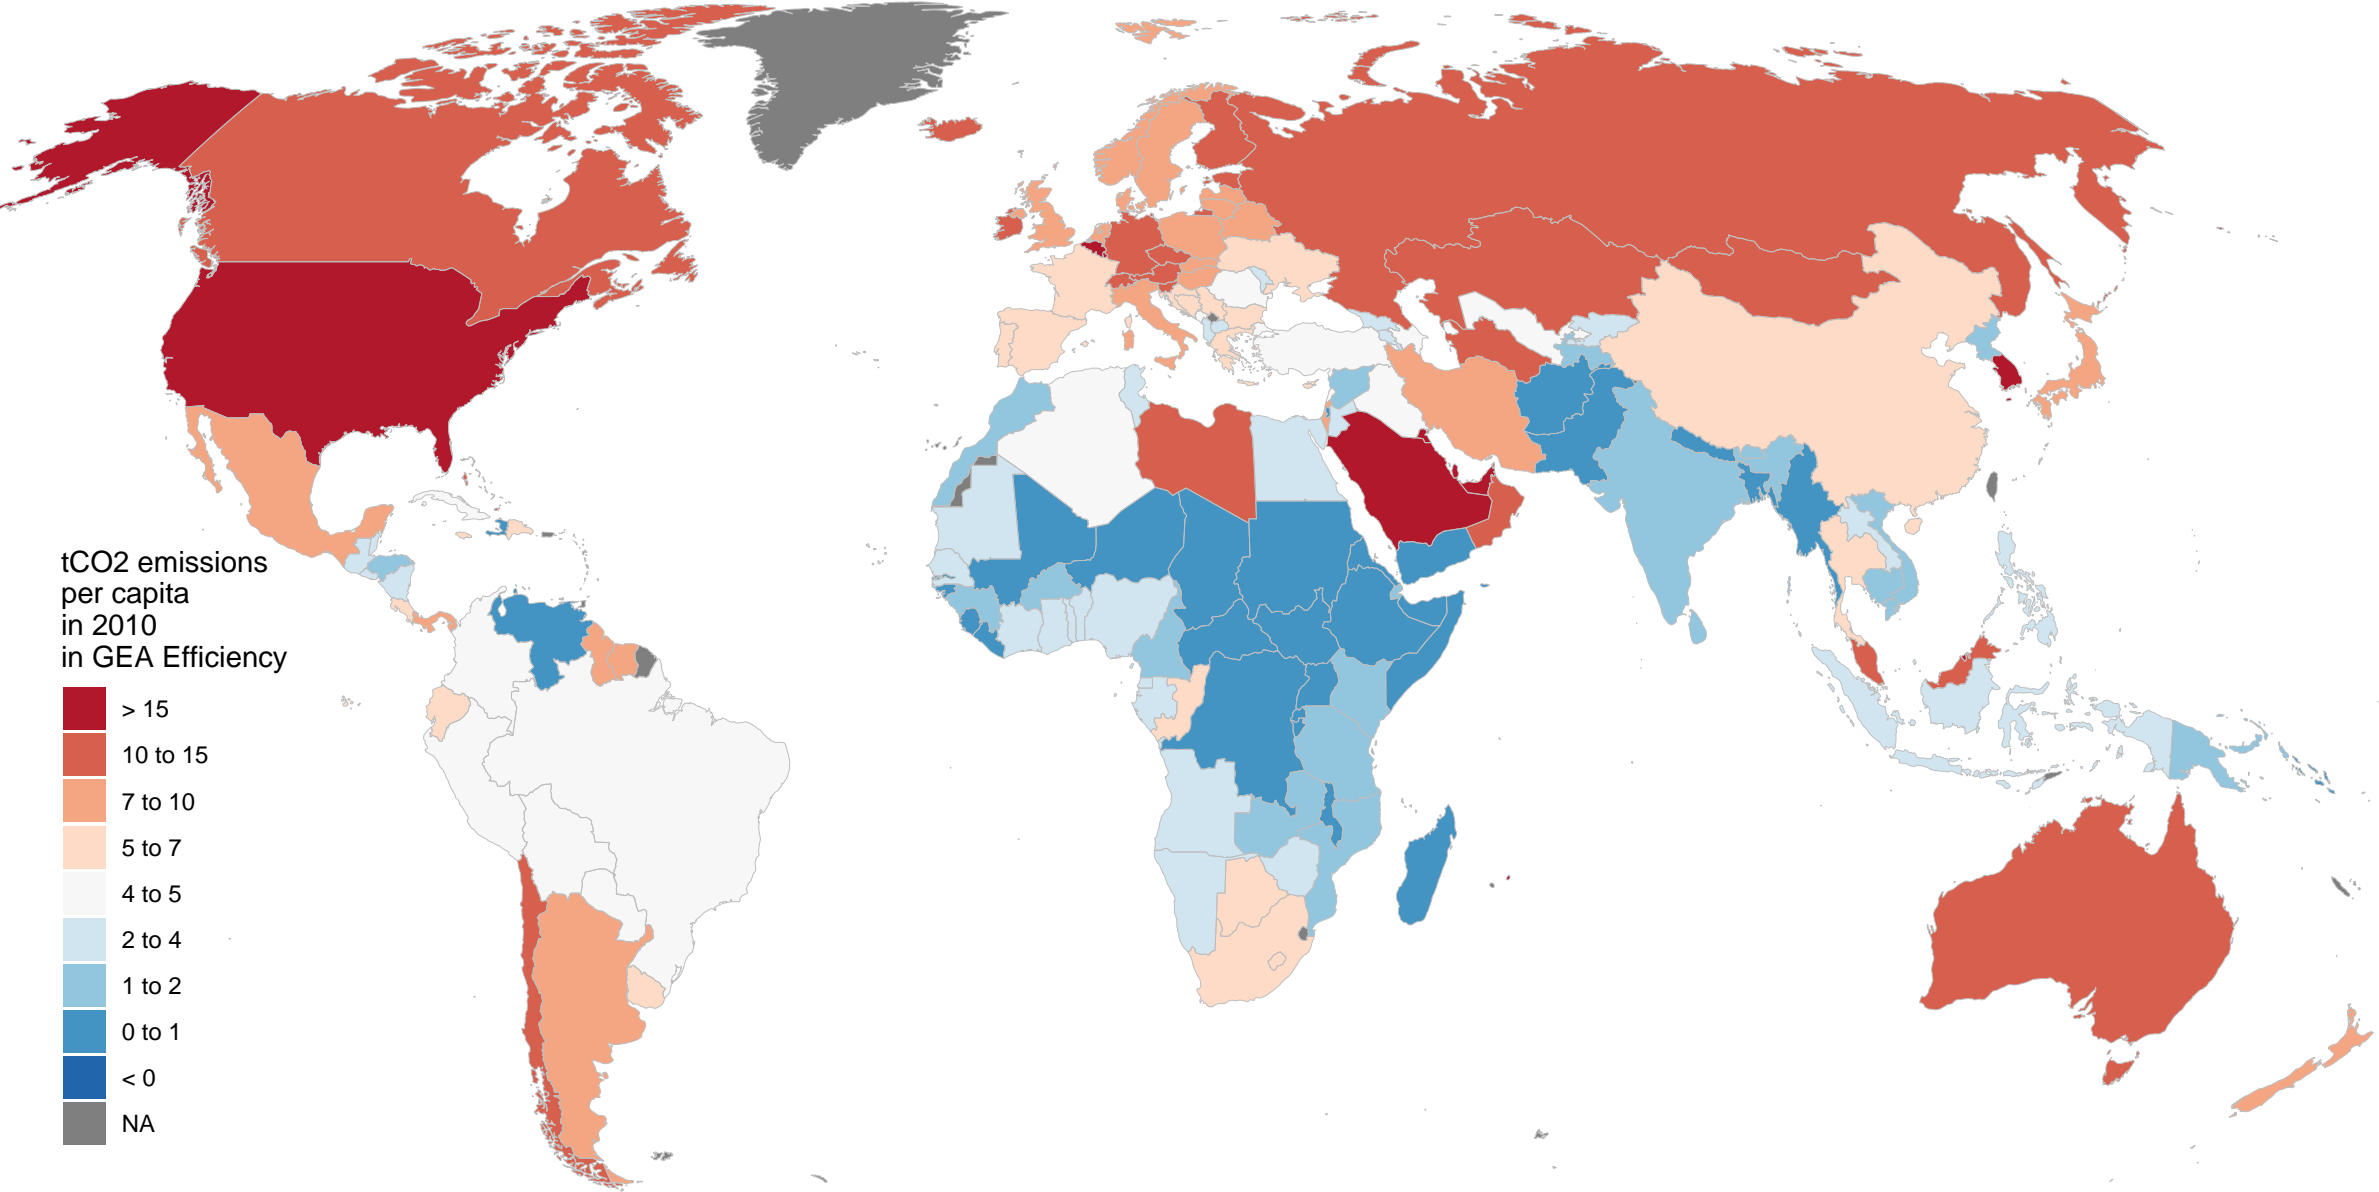 tCO2 emissions
per capita
in 2010
in GEA Efficiency
> 15
10 to 15
7 to 10
5 to 7
4 to 5
2 to 4
1 to 2
0 to 1
< 0
NA